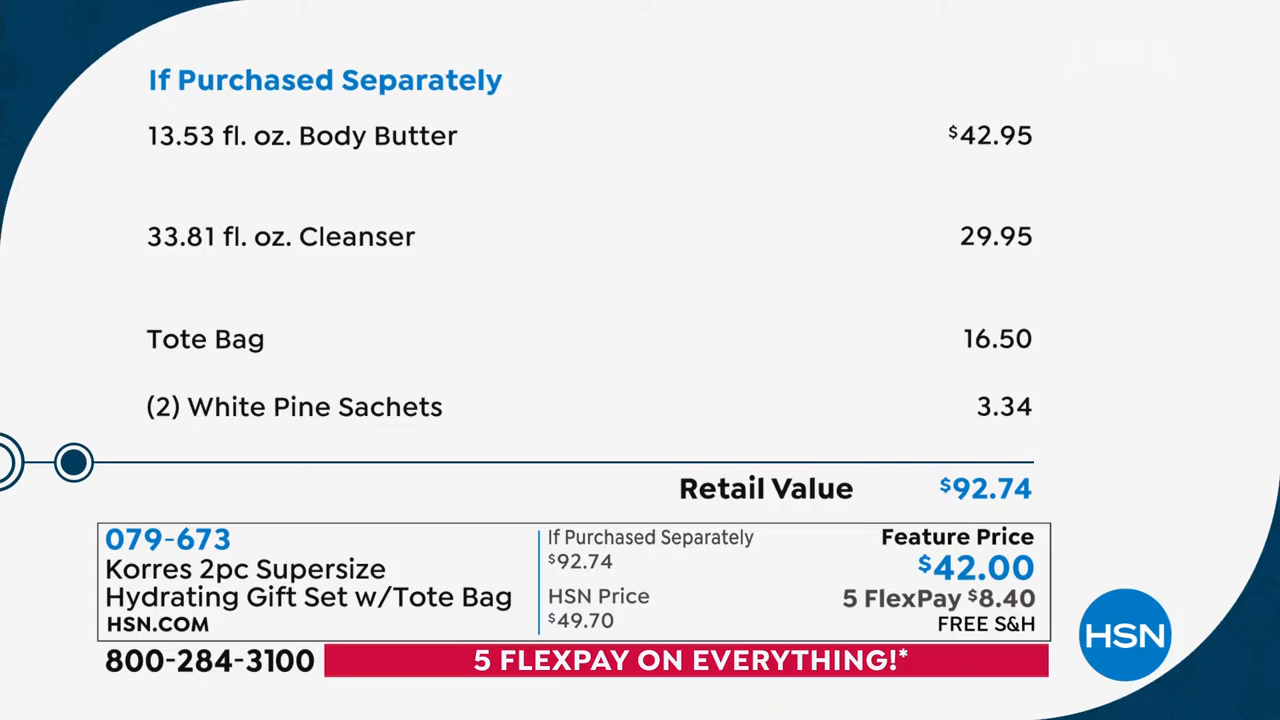 If Purchased Separately
13.53 fl. oz. Body Butter $42.95
33.81 fl. oz. Cleanser 29.95
Tote Bag 16.50
(2) White Pine Sachets 3.34
Retail Value $92.74
079-673
Korres 2pc Supersize
Hydrating Gift Set w/Tote Bag
HSN.COM
If Purchased Separately
$92.74
HSN Price
$49.70
Feature Price
$42.00
5 FlexPay $8.40
FREE S&H
HSN
800-284-3100
5 FLEXPAY ON EVERYTHING!*